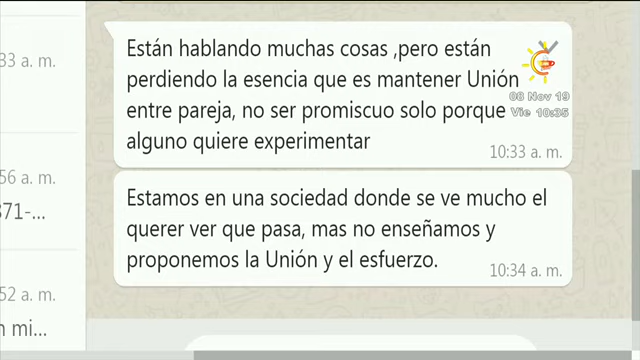 33 a. m.
56 a. m.
371-...
52 a. m.
n mi...
Están hablando muchas cosas ,pero están
perdiendo la esencia que es mantener Unión
entre pareja, no ser promiscuo solo porque
alguno quiere experimentar
10:33 a. m.
Estamos en una sociedad donde se ve mucho el
querer ver que pasa, mas no enseñamos y
proponemos la Unión y el esfuerzo.
10:34 a. m.
08 Nov 19
Vie 10:35